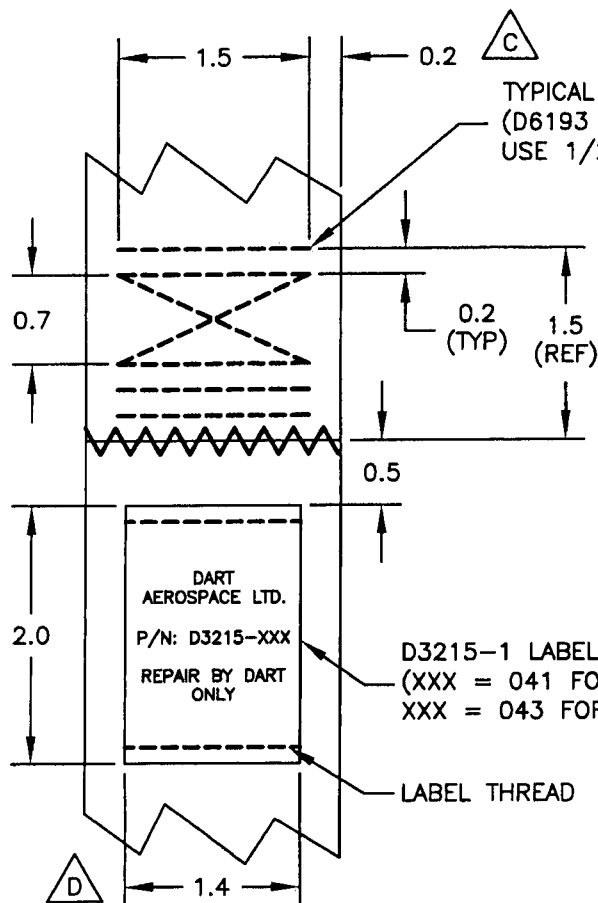 1.5
0.2
C
TYPICAL
(D6193
USE
0.7
0.2
(TYP)
1.5
(REF)
0.5
2.0
DART
AEROSPACE LTD.
P/N: D3215-XXX
REPAIR BY DART
ONLY
D3215-1 LABEL
(XXX = 041 FO
XXX = 043 FOR
LABEL THREAD
D
1.4